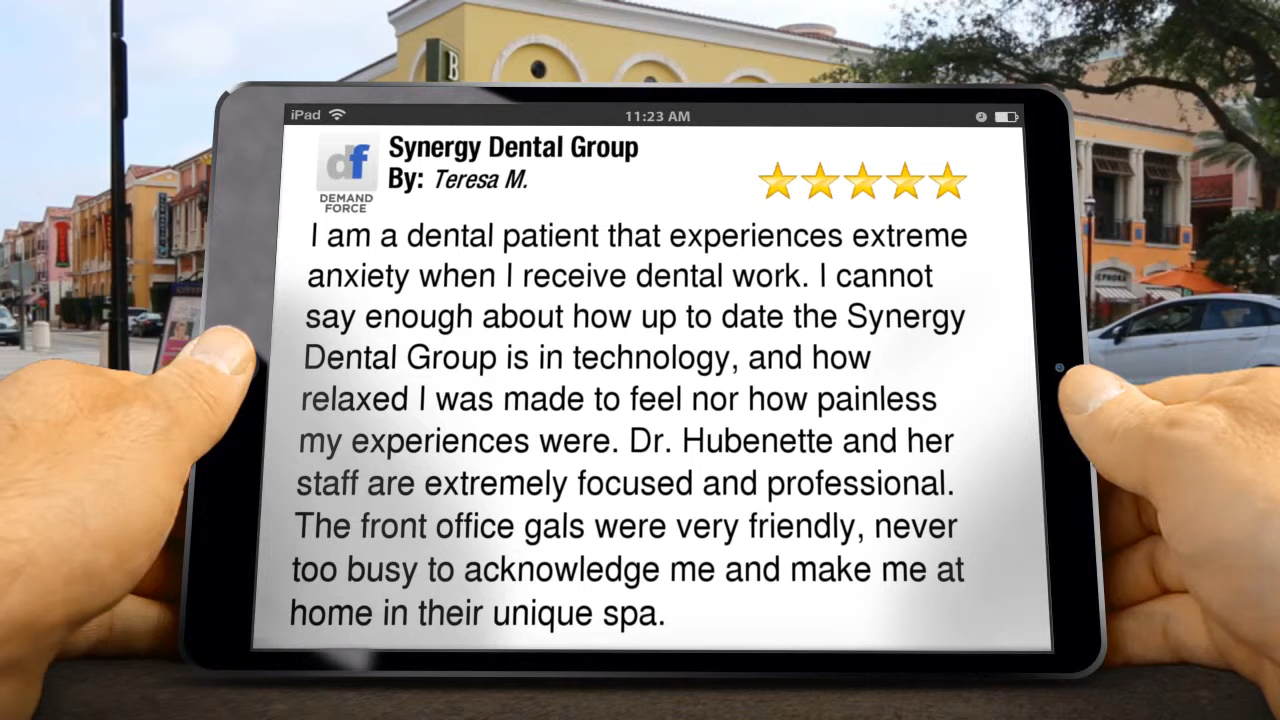 B
iPad
11:23 AM
df
DEMAND
FORCE
Synergy Dental Group
By: Teresa M.
I am a dental patient that experiences extreme
anxiety when I receive dental work. I cannot
say enough about how up to date the Synergy
Dental Group is in technology, and how
relaxed I was made to feel nor how painless
my experiences were. Dr. Hubenette and her
staff are extremely focused and professional.
The front office gals were very friendly, never
too busy to acknowledge me and make me at
home in their unique spa.
SEPHORA